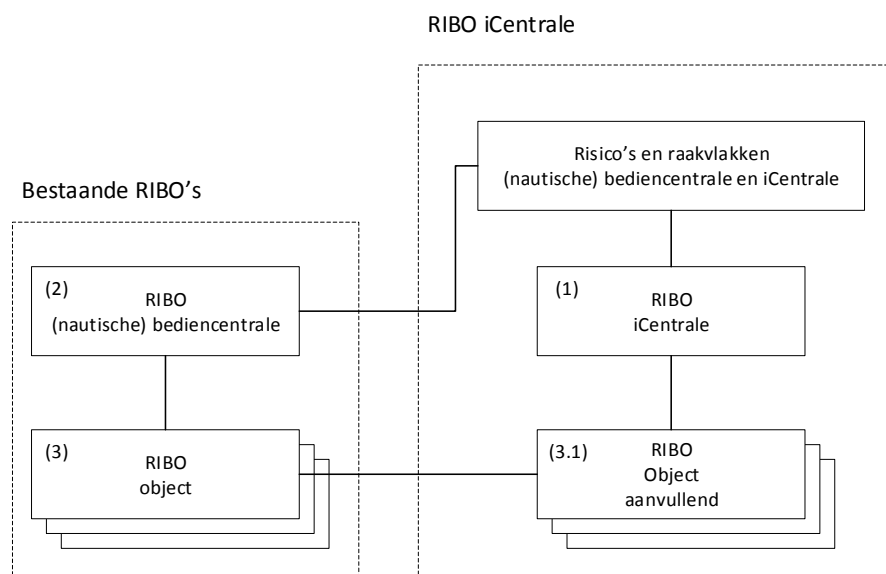 RIBO iCentrale
Risico’s en raakvlakken
(nautische) bediencentrale en iCentrale
Bestaande RIBO’s
(2)
RIBO
(nautische) bediencentrale
(1)
RIBO
iCentrale
(3)
RIBO
object
(3.1)
RIBO
Object
aanvullend